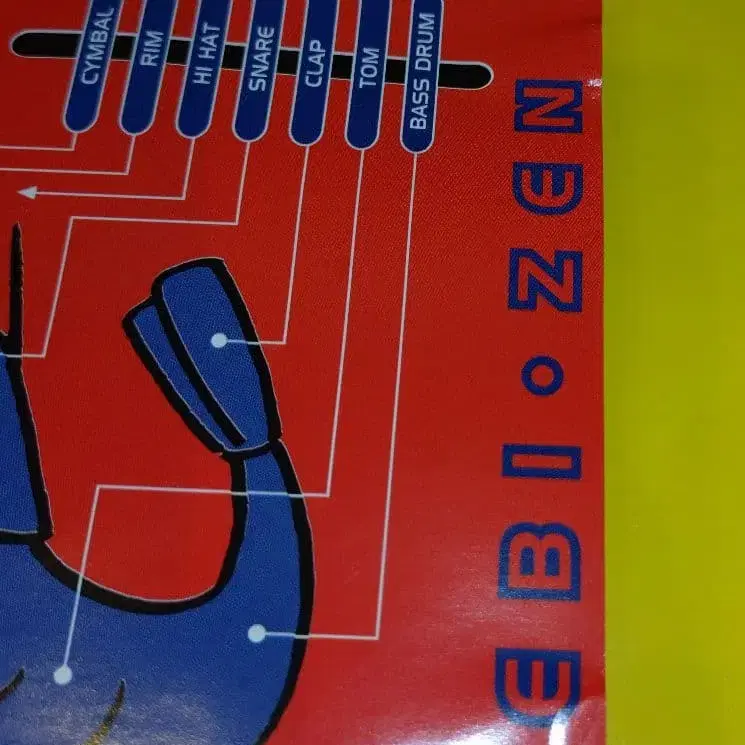 CYMBAL
RIM
HI HAT
SNARE
CLAP
TOM
BASS DRUM
EBI・ZEN